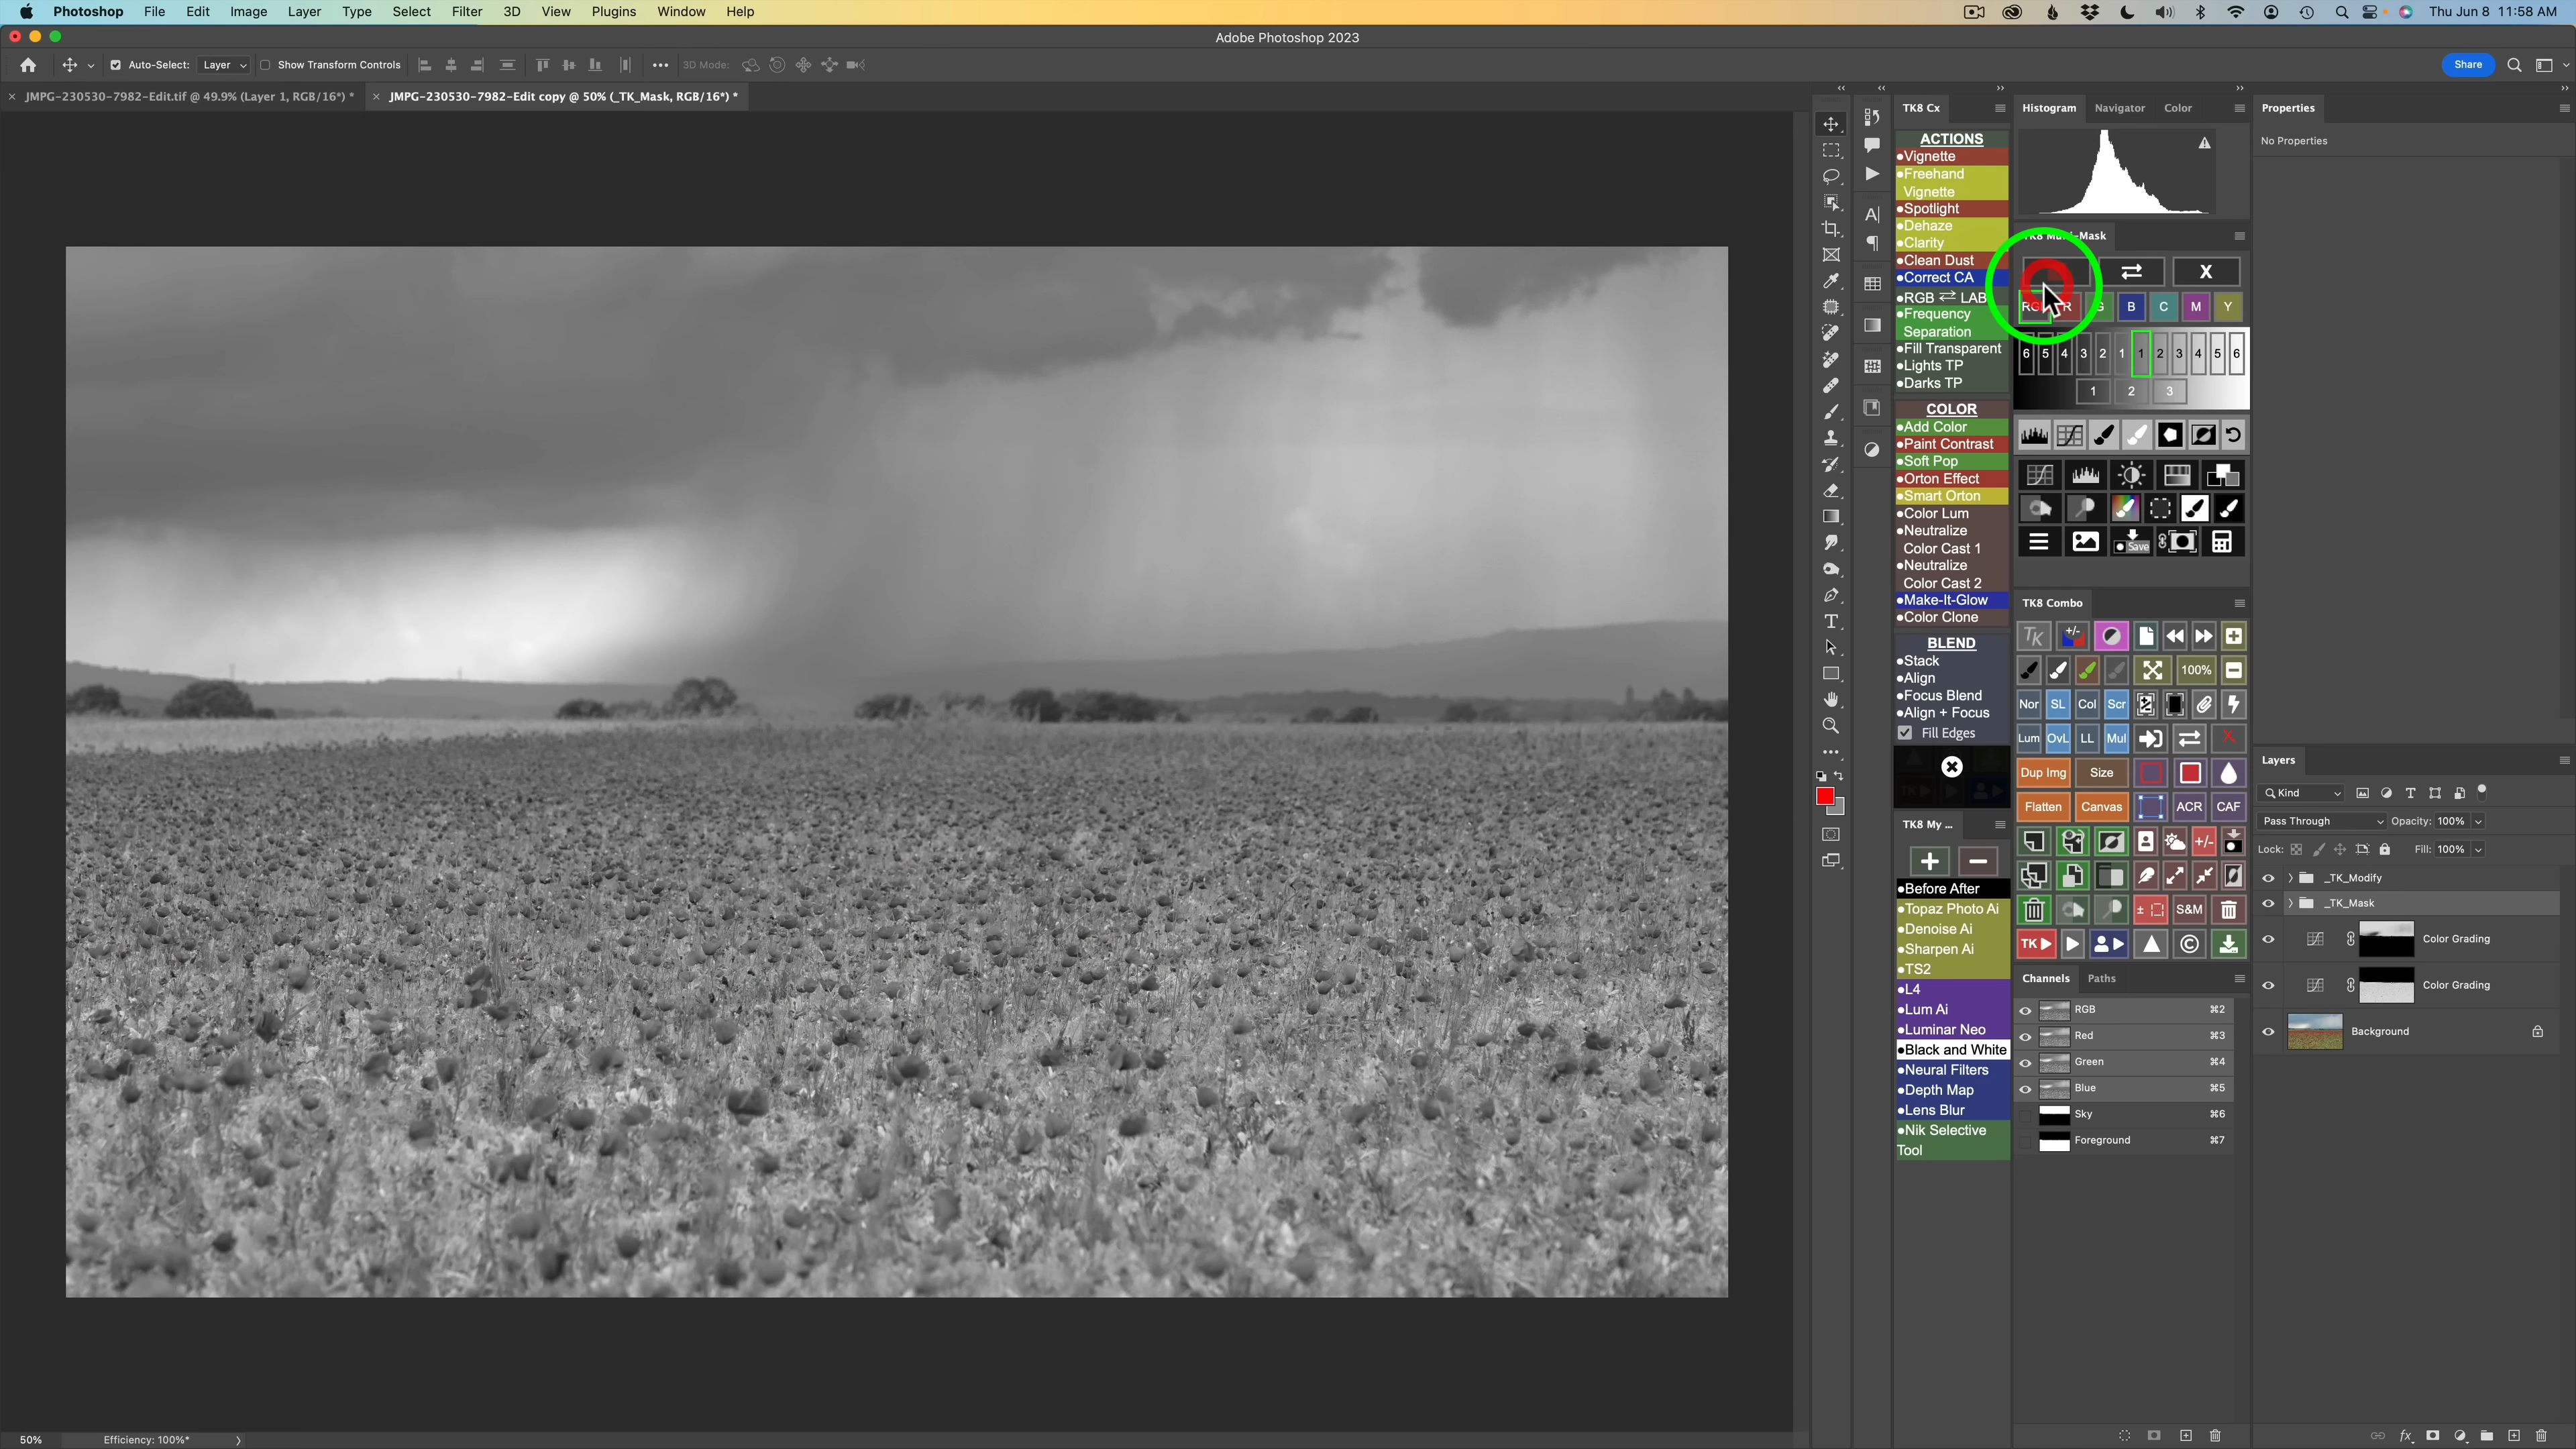 Photoshop File Edit Image Layer Type Select Filter 3D View Plugins Window Help Thu Jun 8 11:58 AM
Adobe Photoshop 2023
Auto-Select: Layer Show Transform Controls 3D Mode: Share
JMPG-230530-7982-Edit.tif @ 49.9% (Layer 1, RGB/16*) * JMPG-230530-7982-Edit copy @ 50% (_TK_Mask, RGB/16*) *
TK8 Cx
ACTIONS
Vignette
Freehand
Vignette
Spotlight
Dehaze
Clarity
Clean Dust
Correct CA
RGB ⇄ LAB
Frequency
Separation
Fill Transparent
Lights TP
Darks TP
COLOR
Add Color
Paint Contrast
Soft Pop
Orton Effect
Smart Orton
Color Lum
Neutralize
Color Cast 1
Neutralize
Color Cast 2
Make-It-Glow
Color Clone
BLEND
Stack
Align
Focus Blend
Align + Focus
Fill Edges
TK8 My ...
Before After
Topaz Photo Ai
Denoise Ai
Sharpen Ai
TS2
L4
Lum Ai
Luminar Neo
Black and White
Neural Filters
Depth Map
Lens Blur
Nik Selective
Tool
Histogram Navigator Color
X
R G B C M Y
6 5 4 3 2 1 1 2 3 4 5 6
1 2 3
Save
TK8 Combo
TK +/-
100%
Nor SL Col Scr
Lum OvL LL Mul X
Dup Img Size
Flatten Canvas ACR CAF
+/-
S&M
TK
Channels Paths
RGB ⌘2
Red ⌘3
Green ⌘4
Blue ⌘5
Sky ⌘6
Foreground ⌘7
Properties
No Properties
Layers
Kind
Pass Through Opacity: 100%
Lock: Fill: 100%
_TK_Modify
_TK_Mask
Color Grading
Color Grading
Background
fx
50% Efficiency: 100%*